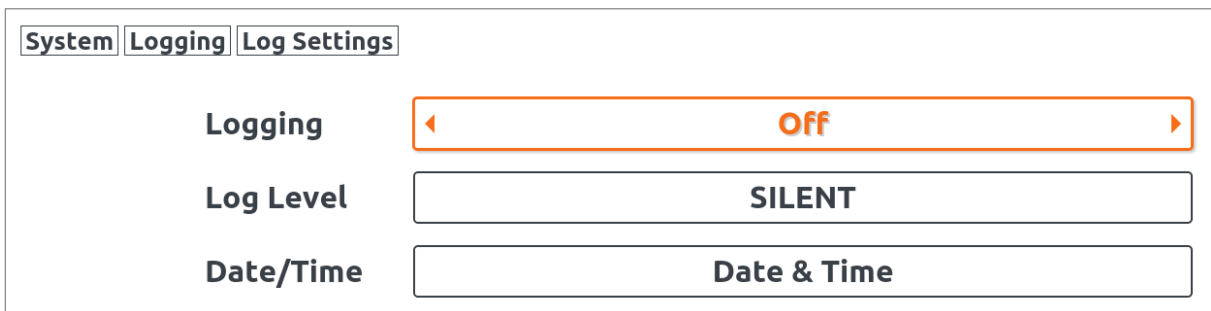 System Logging Log Settings
Logging Off
Log Level SILENT
Date/Time Date & Time